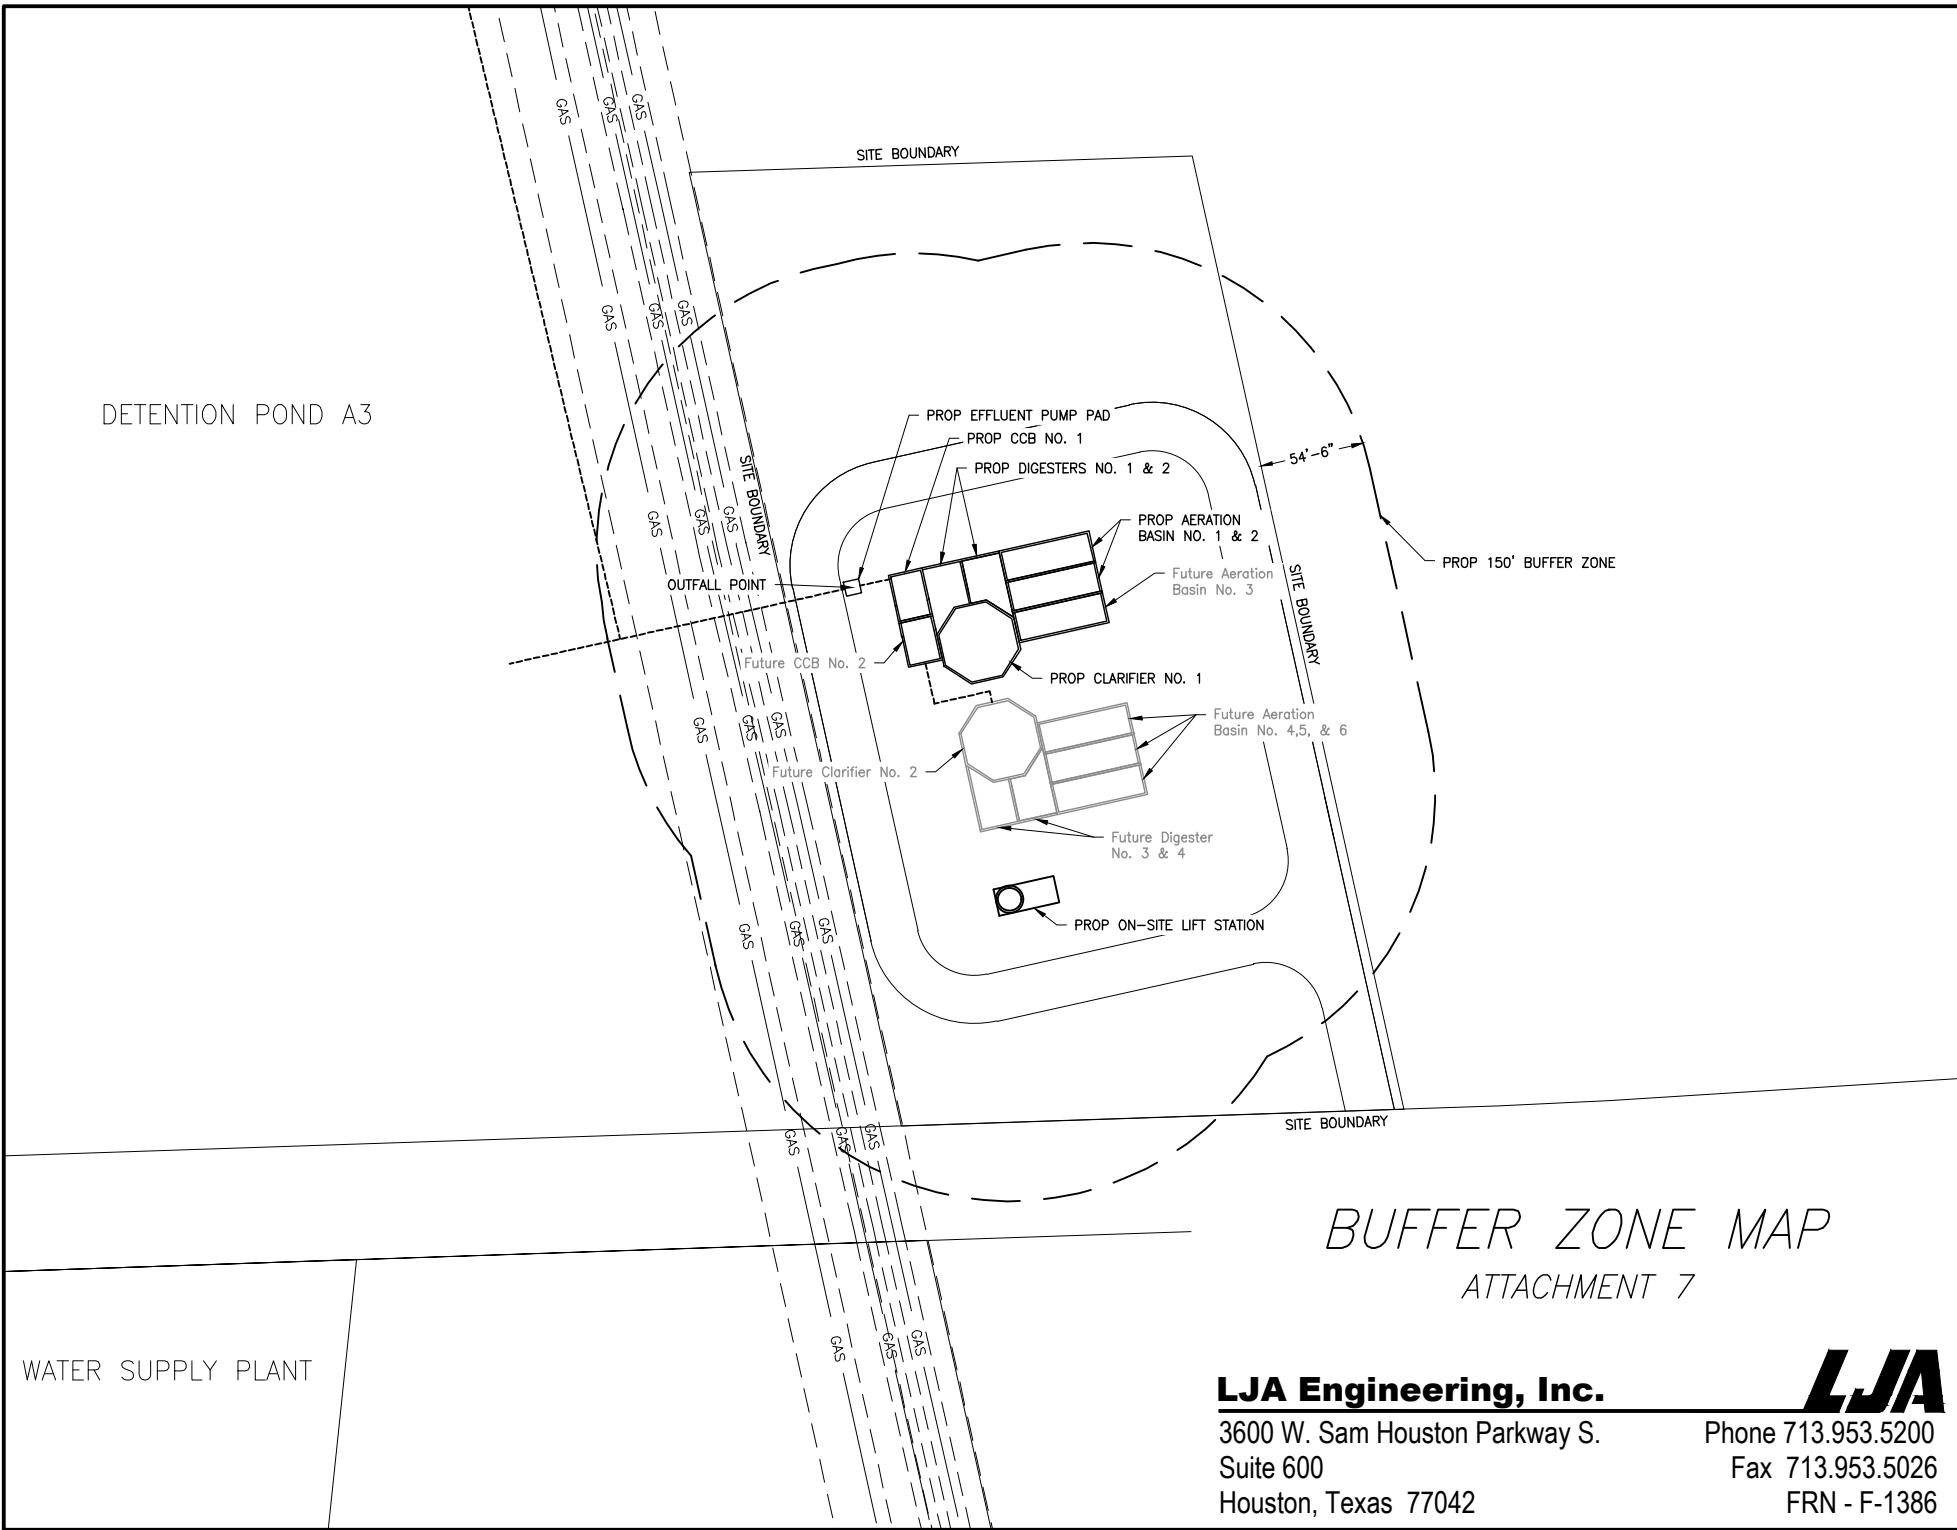 SITE BOUNDARY
GAS
GAS
GAS
GAS
GAS
GAS
DETENTION POND A3
PROP EFFLUENT PUMP PAD
PROP CCB NO. 1
PROP DIGESTERS NO. 1 & 2
54'-6"
SITE BOUNDARY
GAS
GAS
GAS
PROP AERATION
BASIN NO. 1 & 2
PROP 150' BUFFER ZONE
OUTFALL POINT
Future Aeration
Basin No. 3
SITE BOUNDARY
Future CCB No. 2
PROP CLARIFIER NO. 1
GAS
GAS
GAS
Future Aeration
Basin No. 4,5, & 6
Future Clarifier No. 2
Future Digester
No. 3 & 4
GAS
GAS
GAS
PROP ON-SITE LIFT STATION
SITE BOUNDARY
GAS
GAS
GAS
BUFFER ZONE MAP
ATTACHMENT 7
GAS
GAS
GAS
WATER SUPPLY PLANT
LJA Engineering, Inc.
LJA
3600 W. Sam Houston Parkway S.
Suite 600
Houston, Texas 77042
Phone 713.953.5200
Fax 713.953.5026
FRN - F-1386